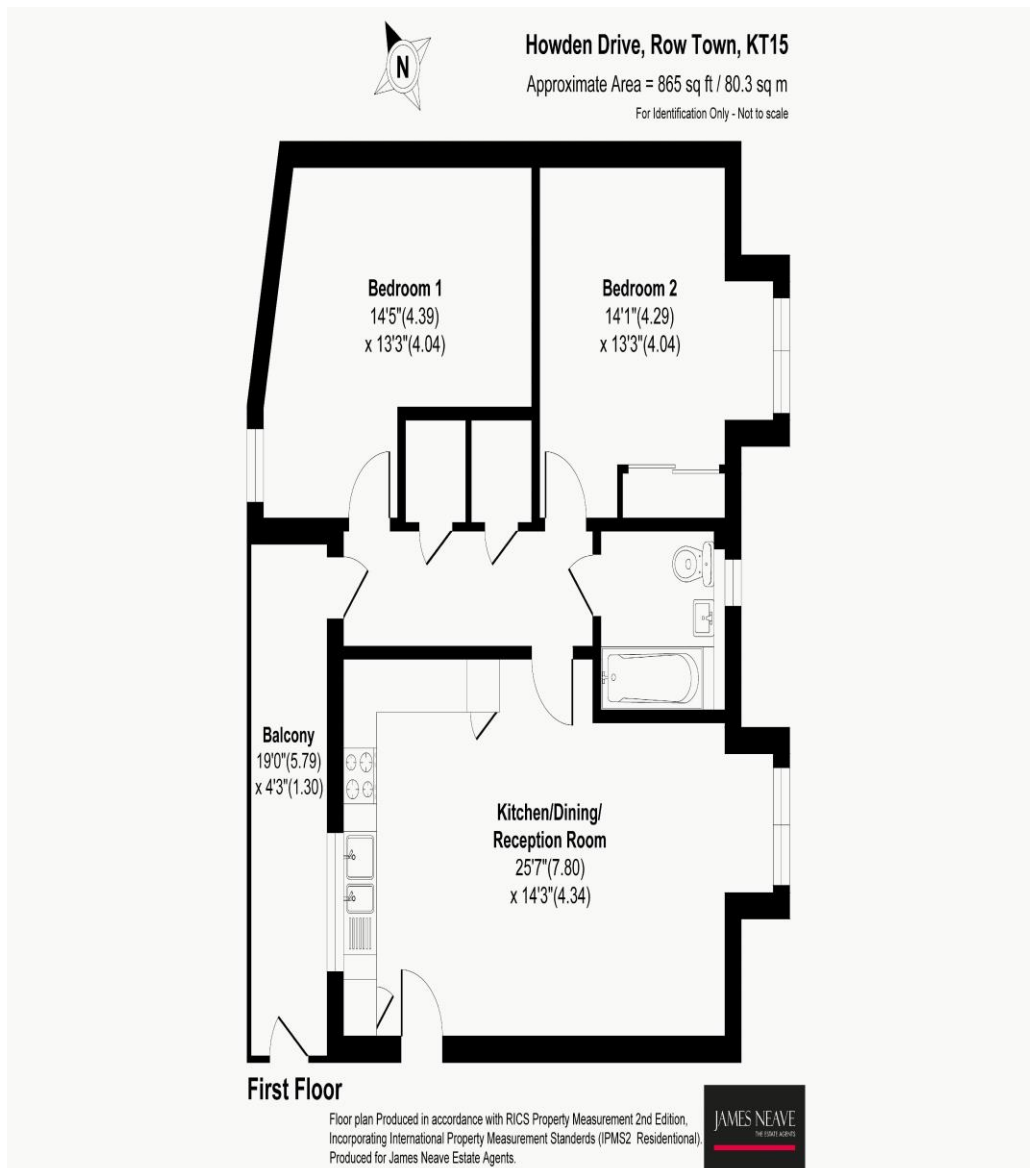 Howden Drive, Row Town, KT15
Approximate Area = 865 sq ft / 80.3 sq m
For Identification Only - Not to scale
N
Bedroom 1
14'5"(4.39)
x 13'3"(4.04)
Bedroom 2
14'1"(4.29)
x 13'3"(4.04)
Balcony
19'0"(5.79)
x 4'3"(1.30)
Kitchen/Dining/
Reception Room
25'7"(7.80)
x 14'3"(4.34)
First Floor
Floor plan Produced in accordance with RICS Property Measurement 2nd Edition,
Incorporating International Property Measurement Standards (IPMS2 Residentional).
Produced for James Neave Estate Agents.
JAMES NEAVE
THE ESTATE AGENTS